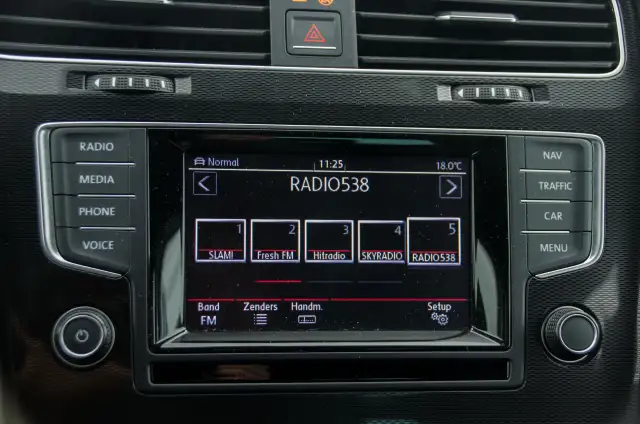 RADIO
MEDIA
PHONE
VOICE
Normal 11:25 18.0°C
RADIO538
1 2 3 4 5
SLAM! Fresh FM Hitradio SKYRADIO RADIO538
Band Zenders Handm. Setup
FM
NAV
TRAFFIC
CAR
MENU